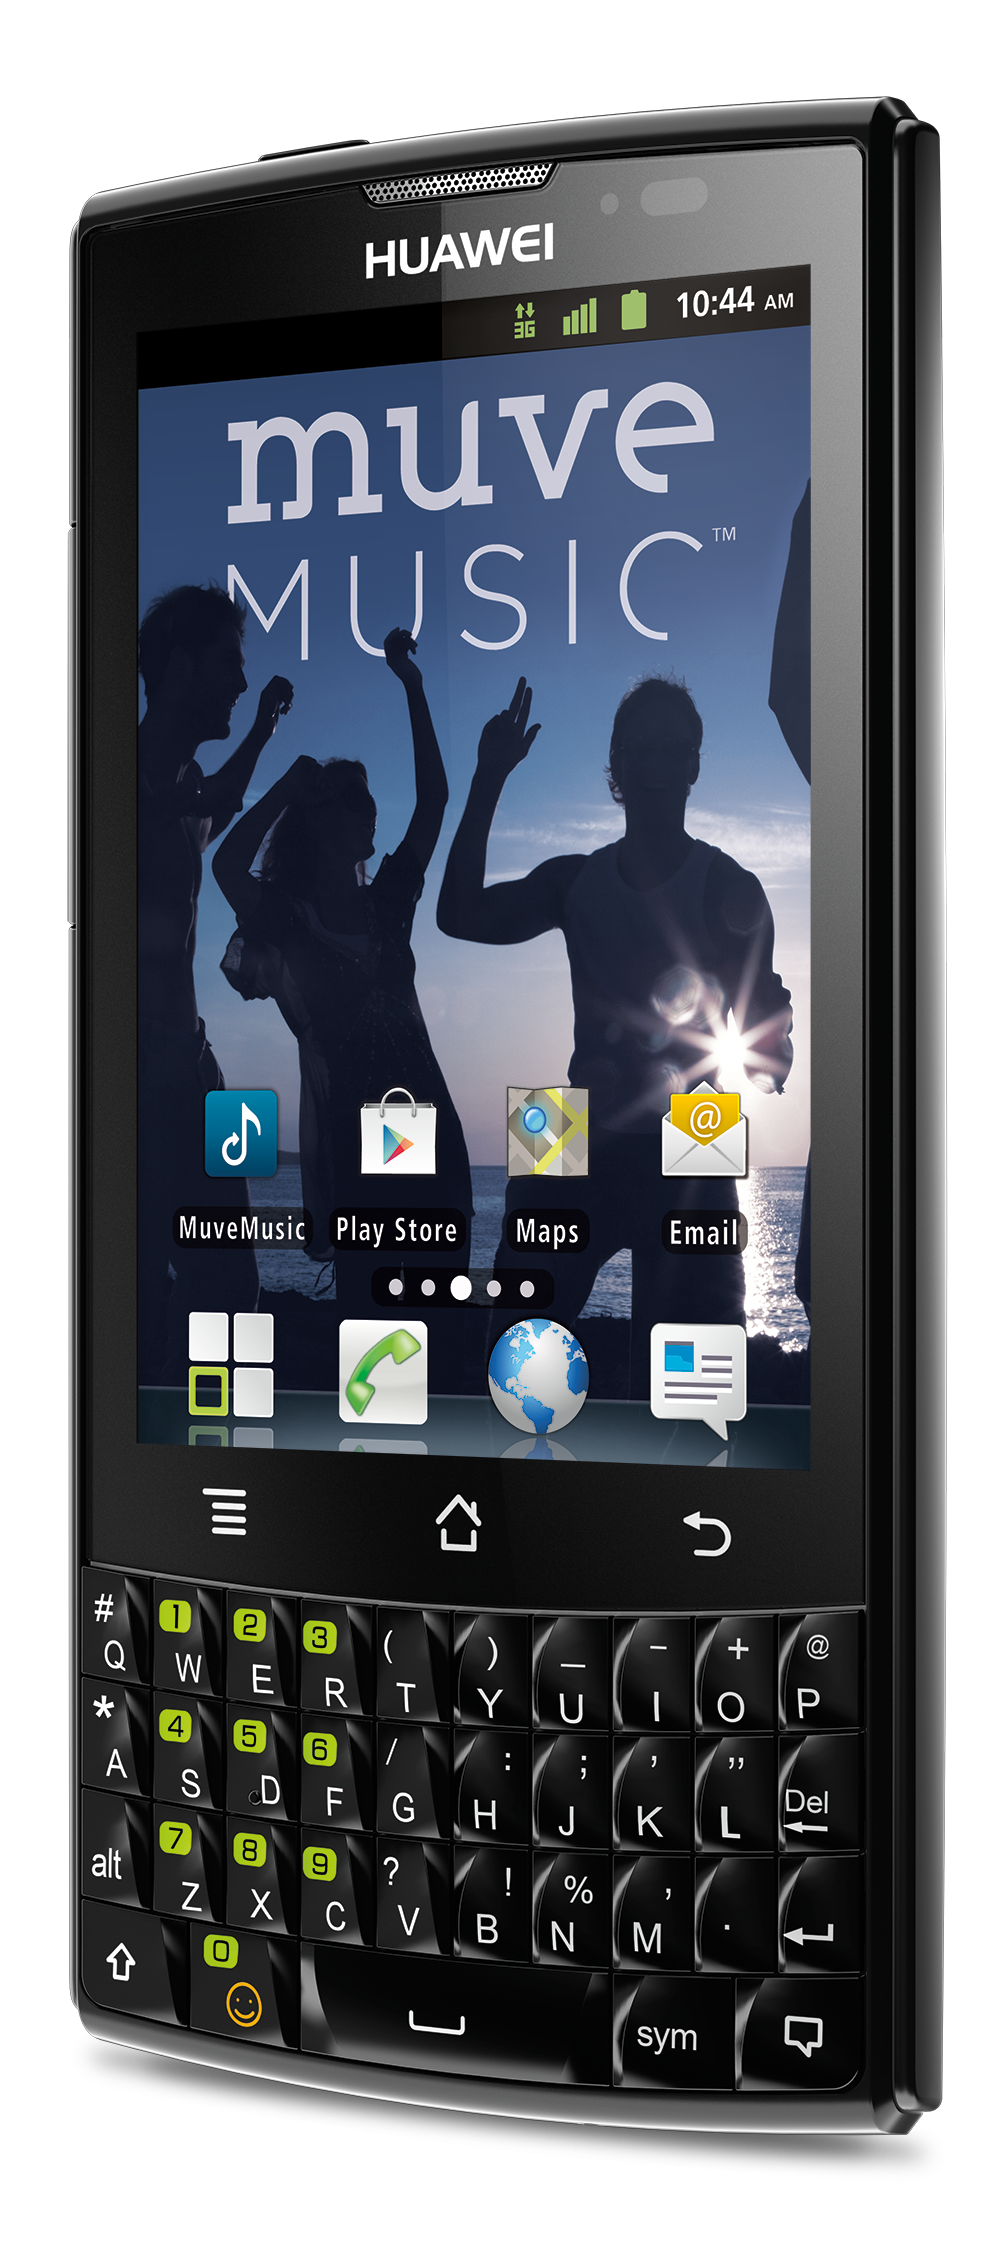 HUAWEI
3G 10:44 AM
muve
MUSIC™
MuveMusic Play Store Maps Email
# 1 2 3 ( ) _ – + @
Q W E R T Y U I O P
* 4 5 6 / : ; ’ ”
A S D F G H J K L Del
alt 7 8 9 ? ! % , .
Z X C V B N M
0
sym